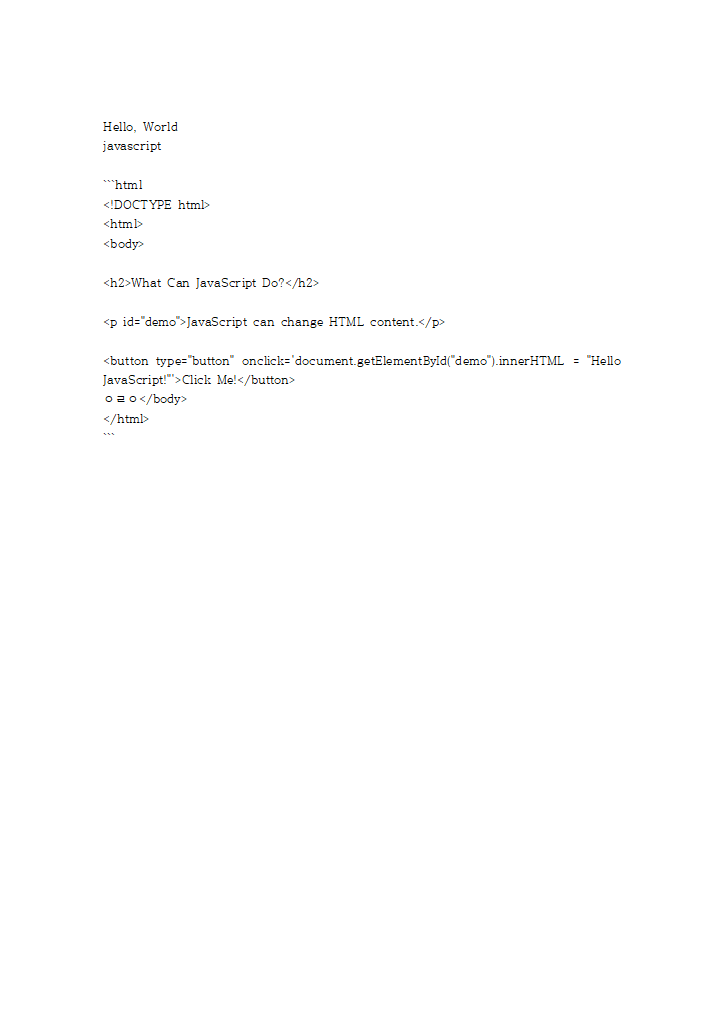 Hello, World
javascript
```html
<!DOCTYPE html>
<html>
<body>
<h2>What Can JavaScript Do?</h2>
<p id="demo">JavaScript can change HTML content.</p>
<button type="button" onclick='document.getElementById("demo").innerHTML = "Hello
JavaScript!"'>Click Me!</button>
ㅇㄹㅇ</body>
</html>
```